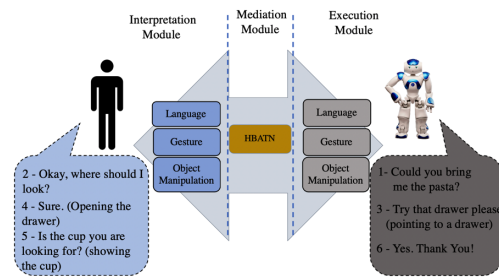 Interpretation
Module
Mediation
Module
Execution
Module
Language
Gesture
Object
Manipulation
HBATN
Language
Gesture
Object
Manipulation
2 - Okay, where should I
look?
4 - Sure. (Opening the
drawer)
5 - Is the cup you are
looking for? (showing
the cup)
1- Could you bring
me the pasta?
3 - Try that drawer please
(pointing to a drawer)
6 - Yes. Thank You!